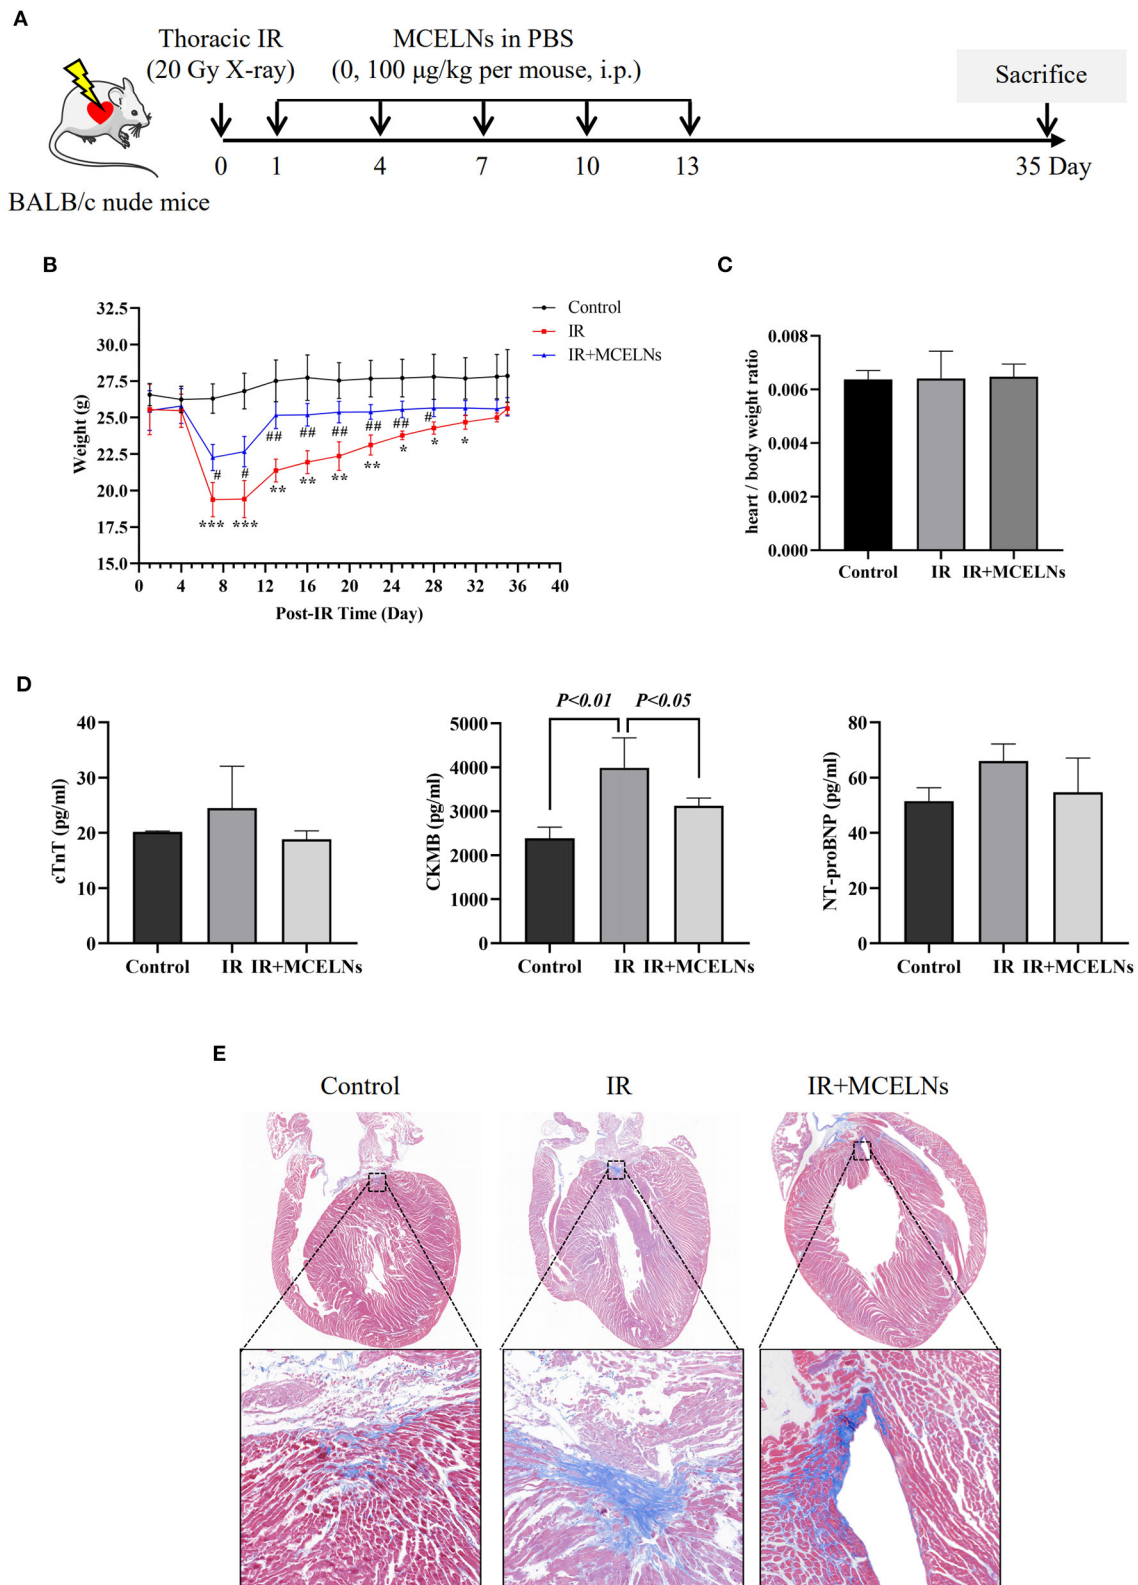 A
Thoracic IR
(20 Gy X-ray)
MCELNs in PBS
(0, 100 μg/kg per mouse, i.p.)
Sacrifice
0 1 4 7 10 13 35 Day
BALB/c nude mice
B
Weight (g)
32.5
30.0
27.5
25.0
22.5
20.0
17.5
15.0
Control
IR
IR+MCELNs
# # ## ## ## ## ## #
*** *** ** ** ** ** * * *
0 4 8 12 16 20 24 28 32 36 40
Post-IR Time (Day)
C
heart / body weight ratio
0.008
0.006
0.004
0.002
0.000
Control IR IR+MCELNs
D
cTnT (pg/ml)
40
30
20
10
0
Control IR IR+MCELNs
P<0.01 P<0.05
CKMB (pg/ml)
5000
4000
3000
2000
1000
0
Control IR IR+MCELNs
NT-proBNP (pg/ml)
80
60
40
20
0
Control IR IR+MCELNs
E
Control IR IR+MCELNs